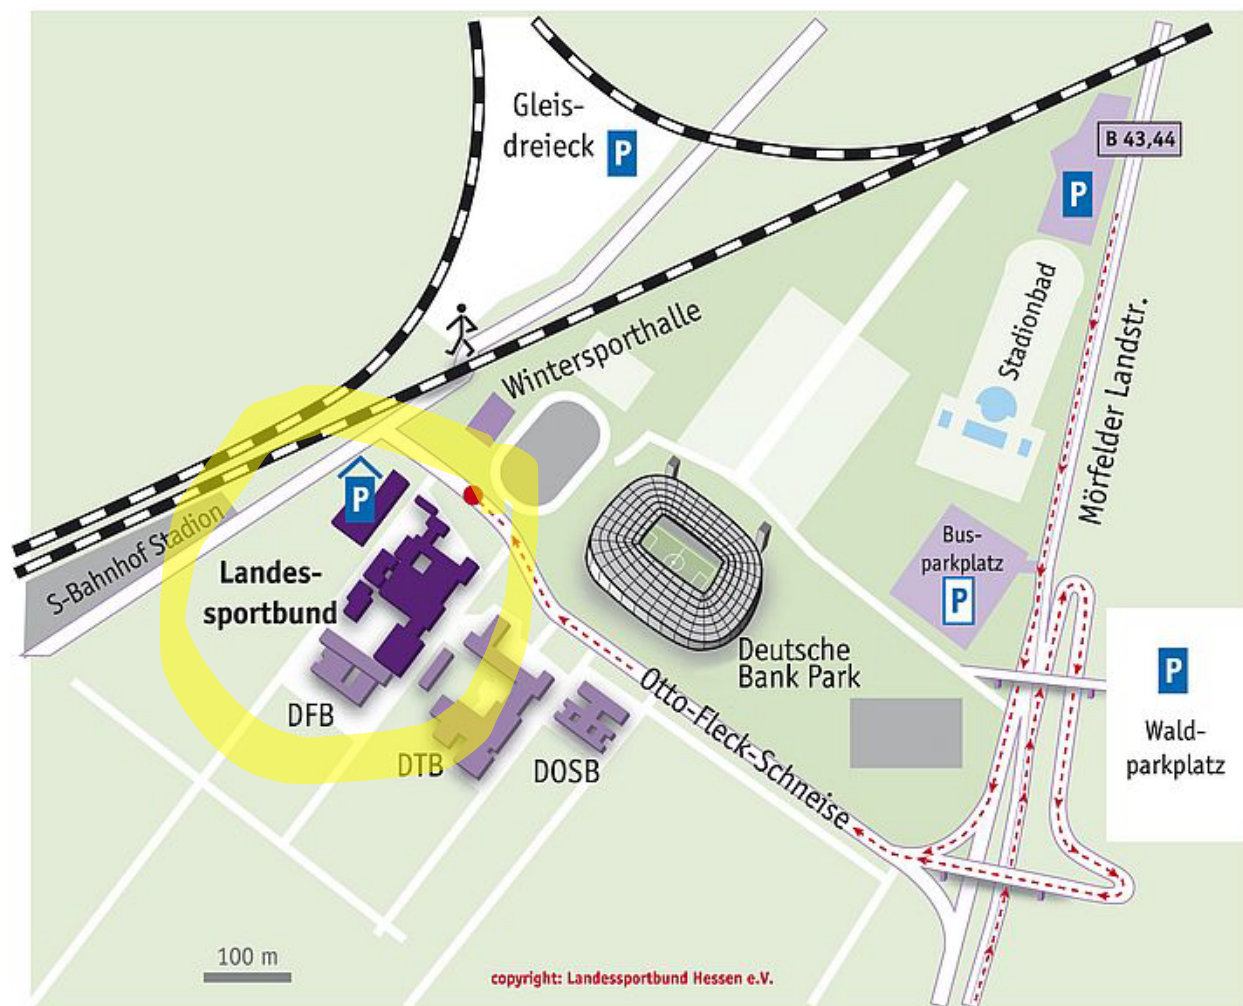 Gleis-
dreieck P
B 43,44
P
Stadionbad
Mörfelder Landstr.
Wintersporthalle
P
S-Bahnhof Stadion
Landes-
sportbund
Bus-
parkplatz
P
Deutsche
Bank Park
P
Wald-
parkplatz
Otto-Fleck-Schneise
DFB
DTB
DOSB
100 m
copyright: Landessportbund Hessen e.V.